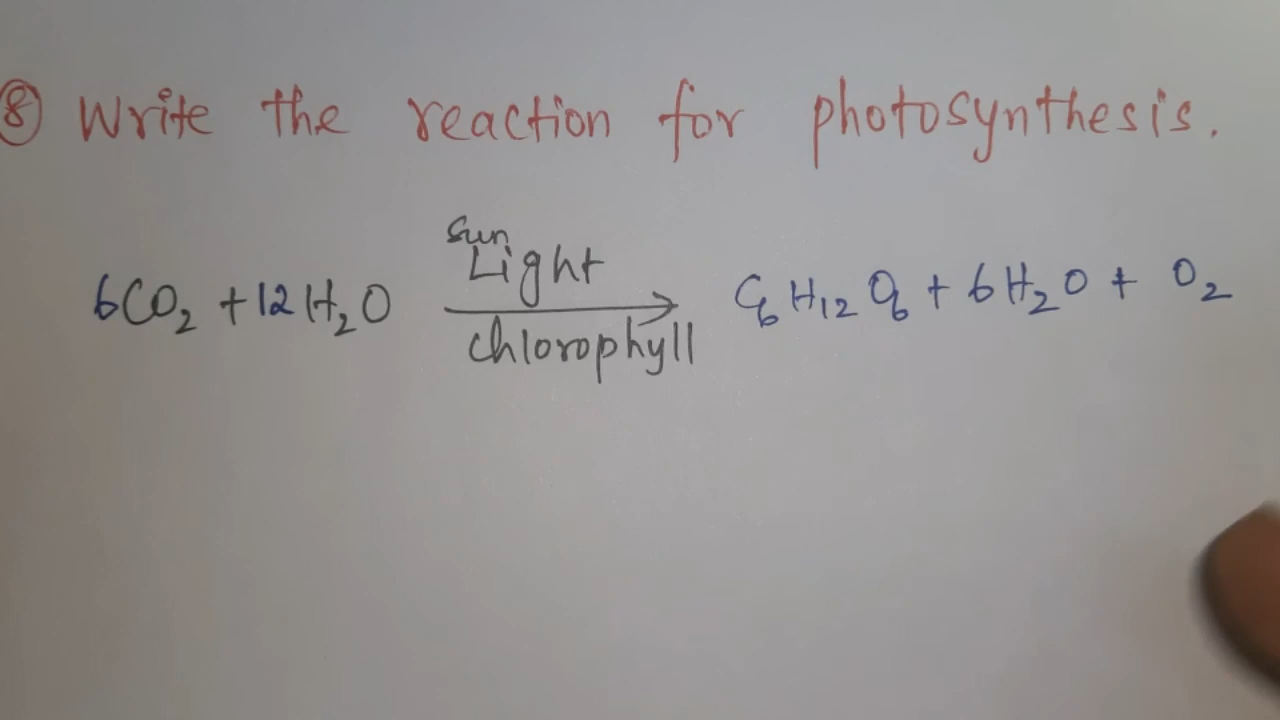 ⑧ Write the reaction for photosynthesis.
Sun
Light
6CO₂ + 12H₂O → C₆H₁₂O₆ + 6H₂O + O₂
chlorophyll